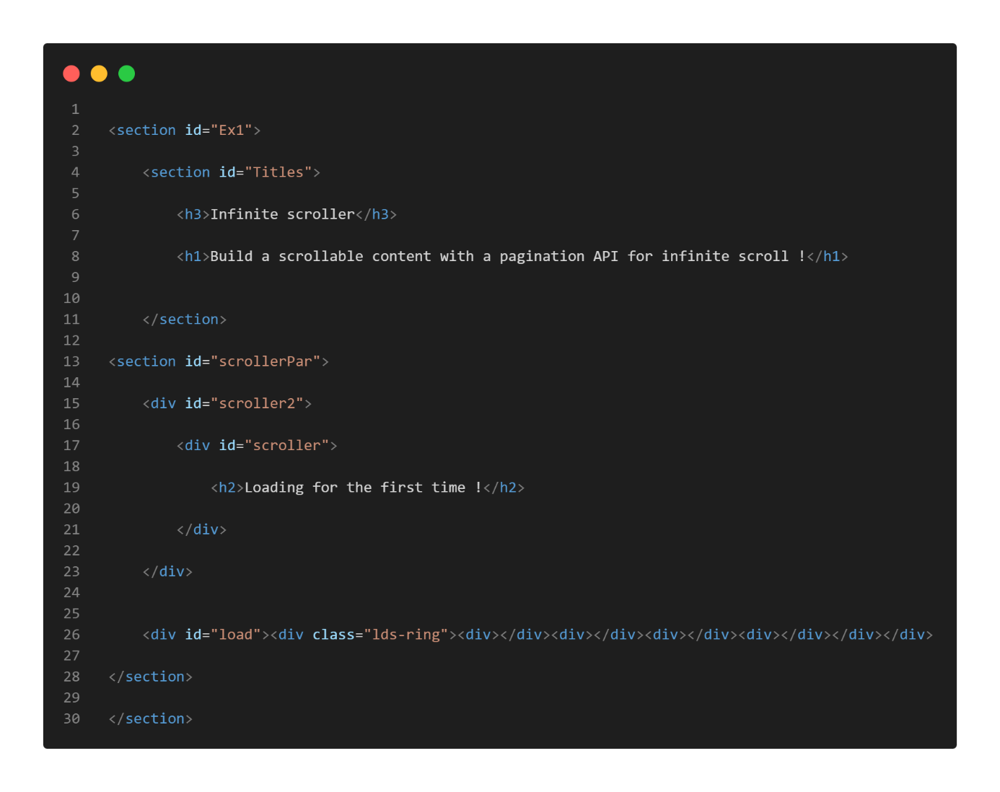 1
2 <section id="Ex1">
3
4 <section id="Titles">
5
6 <h3>Infinite scroller</h3>
7
8 <h1>Build a scrollable content with a pagination API for infinite scroll !</h1>
9
10
11 </section>
12
13 <section id="scrollerPar">
14
15 <div id="scroller2">
16
17 <div id="scroller">
18
19 <h2>Loading for the first time !</h2>
20
21 </div>
22
23 </div>
24
25
26 <div id="load"><div class="lds-ring"><div></div><div></div><div></div><div></div></div></div>
27
28 </section>
29
30 </section>